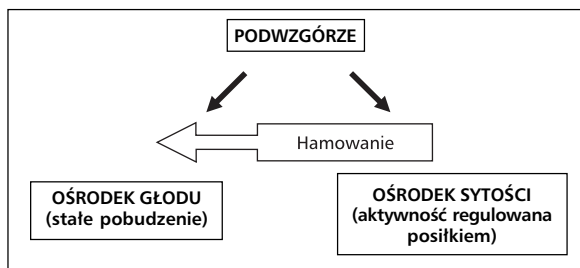 PODWZGÓRZE
Hamowanie
OŚRODEK GŁODU
(stałe pobudzenie)
OŚRODEK SYTOŚCI
(aktywność regulowana
posiłkiem)